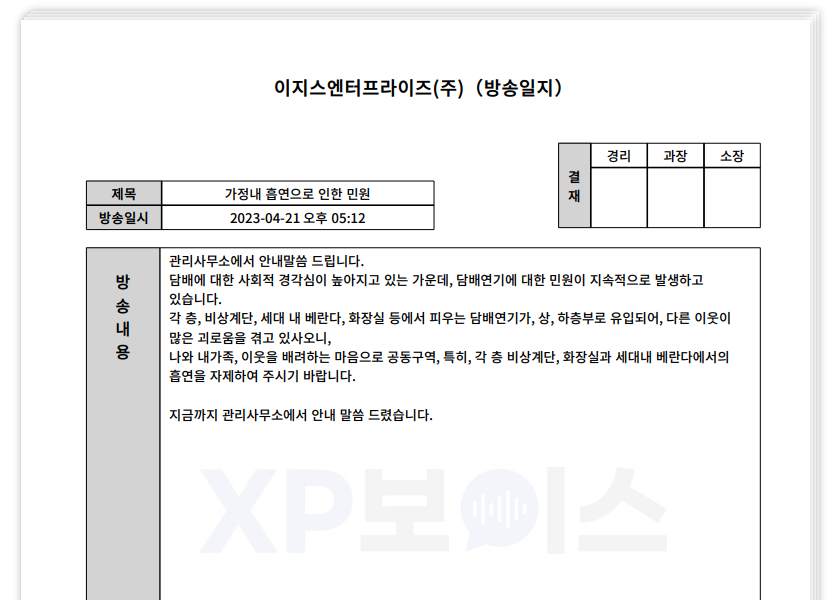 이지스엔터프라이즈(주) (방송일지)
결재
경리 과장 소장
제목 가정내 흡연으로 인한 민원
방송일시 2023-04-21 오후 05:12
방송내용
관리사무소에서 안내말씀 드립니다.
담배에 대한 사회적 경각심이 높아지고 있는 가운데, 담배연기에 대한 민원이 지속적으로 발생하고
있습니다.
각 층, 비상계단, 세대 내 베란다, 화장실 등에서 피우는 담배연기가, 상, 하층부로 유입되어, 다른 이웃이
많은 괴로움을 겪고 있사오니,
나와 내가족, 이웃을 배려하는 마음으로 공동구역, 특히, 각 층 비상계단, 화장실과 세대내 베란다에서의
흡연을 자제하여 주시기 바랍니다.
지금까지 관리사무소에서 안내 말씀 드렸습니다.
XP보이스